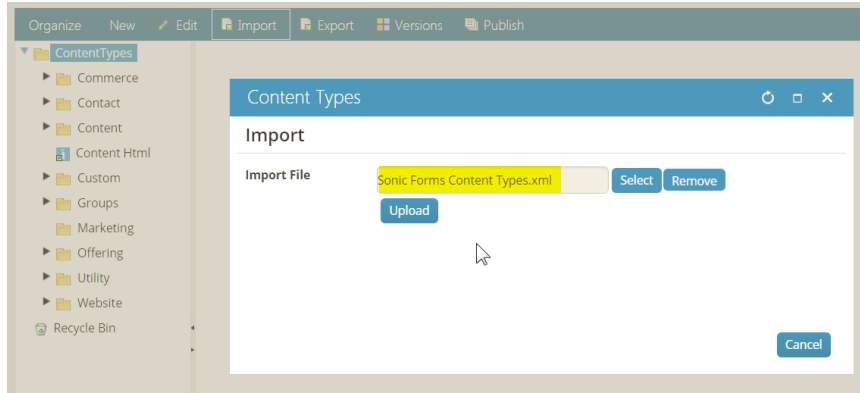 Organize New Edit Import Export Versions Publish
ContentTypes
Commerce
Contact
Content
Content Html
Custom
Groups
Marketing
Offering
Utility
Website
Recycle Bin
Content Types
Import
Import File Sonic Forms Content Types.xml Select Remove
Upload
Cancel